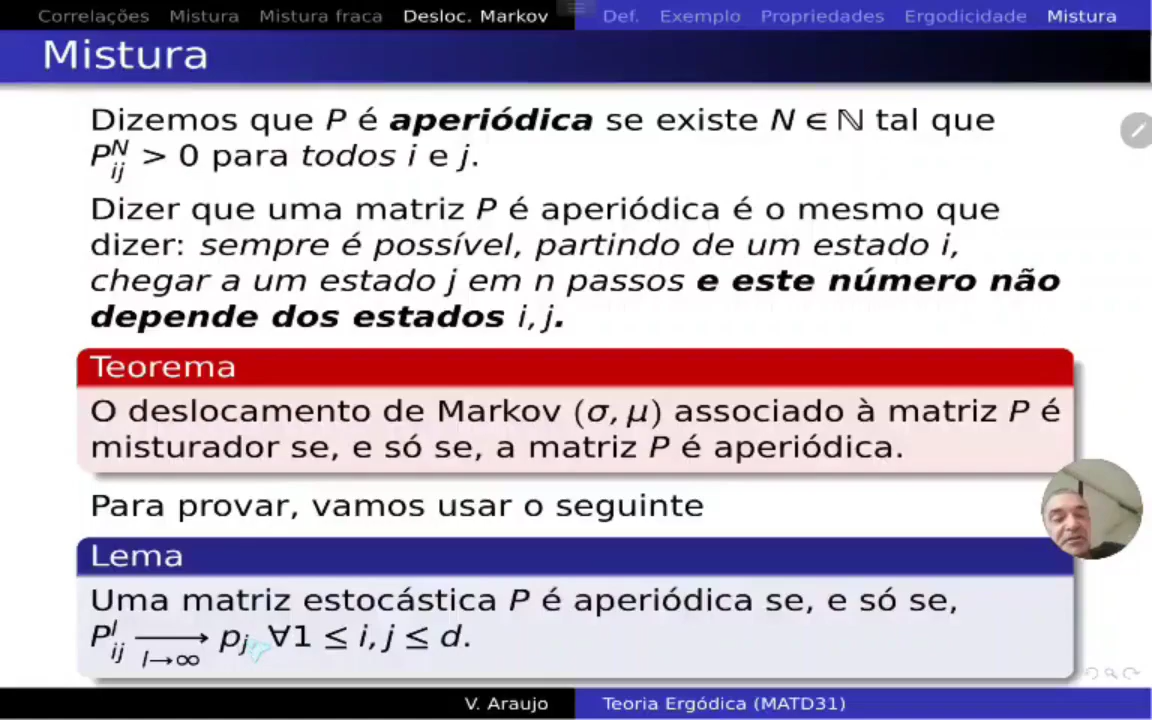 Correlações Mistura Mistura fraca Desloc. Markov Def. Exemplo Propriedades Ergodicidade Mistura
Mistura
Dizemos que P é aperiódica se existe N ∈ ℕ tal que
P_{ij}^N > 0 para todos i e j.
Dizer que uma matriz P é aperiódica é o mesmo que
dizer: sempre é possível, partindo de um estado i,
chegar a um estado j em n passos e este número não
depende dos estados i, j.
Teorema
O deslocamento de Markov (σ, μ) associado à matriz P é
misturador se, e só se, a matriz P é aperiódica.
Para provar, vamos usar o seguinte
Lema
Uma matriz estocástica P é aperiódica se, e só se,
P_{ij}^l ⟶_{l→∞} p_j, ∀1 ≤ i, j ≤ d.
V. Araujo Teoria Ergódica (MATD31)